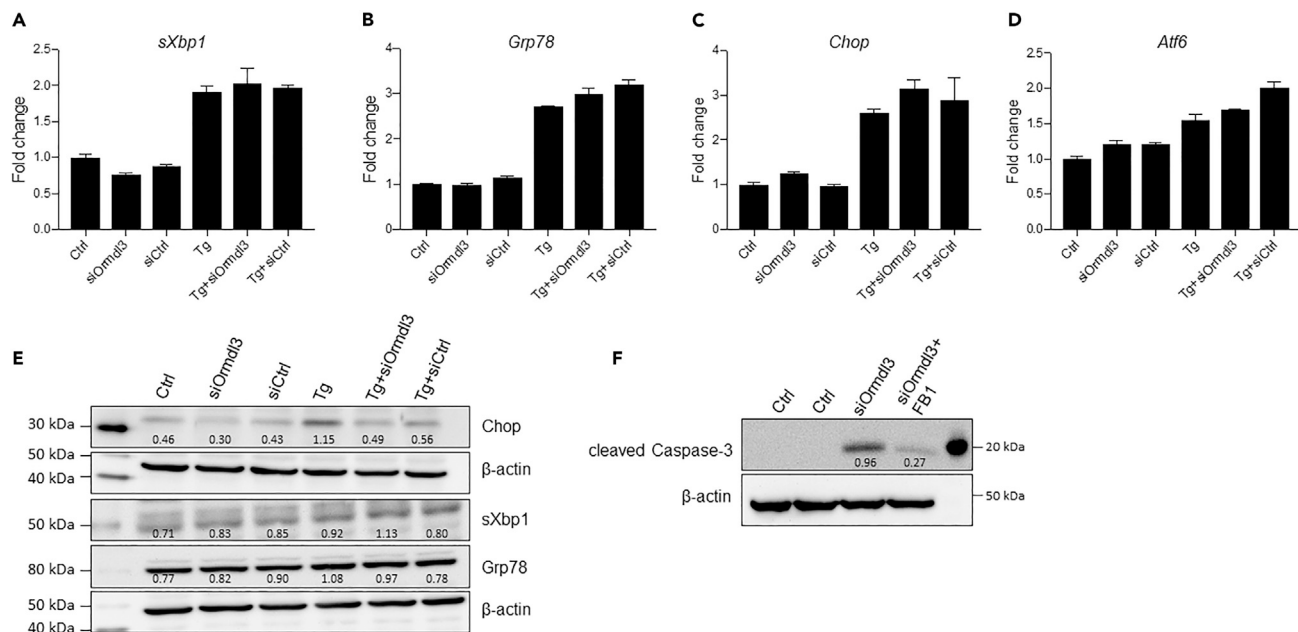 A
sXbp1
Fold change
2.5
2.0
1.5
1.0
0.5
0.0
Ctrl
siOrmdl3
siCtrl
Tg
Tg+siOrmdl3
Tg+siCtrl
B
Grp78
Fold change
4
3
2
1
0
Ctrl
siOrmdl3
siCtrl
Tg
Tg+siOrmdl3
Tg+siCtrl
C
Chop
Fold change
4
3
2
1
0
Ctrl
siOrmdl3
siCtrl
Tg
Tg+siOrmdl3
Tg+siCtrl
D
Atf6
Fold change
2.5
2.0
1.5
1.0
0.5
0.0
Ctrl
siOrmdl3
siCtrl
Tg
Tg+siOrmdl3
Tg+siCtrl
E
Ctrl
siOrmdl3
siCtrl
Tg
Tg+siOrmdl3
Tg+siCtrl
30 kDa
0.46 0.30 0.43 1.15 0.49 0.56
Chop
50 kDa
40 kDa
β-actin
50 kDa
0.71 0.83 0.85 0.92 1.13 0.80
sXbp1
80 kDa
0.77 0.82 0.90 1.08 0.97 0.78
Grp78
50 kDa
40 kDa
β-actin
F
Ctrl
Ctrl
siOrmdl3
siOrmdl3+
FB1
cleaved Caspase-3
0.96 0.27
20 kDa
β-actin
50 kDa